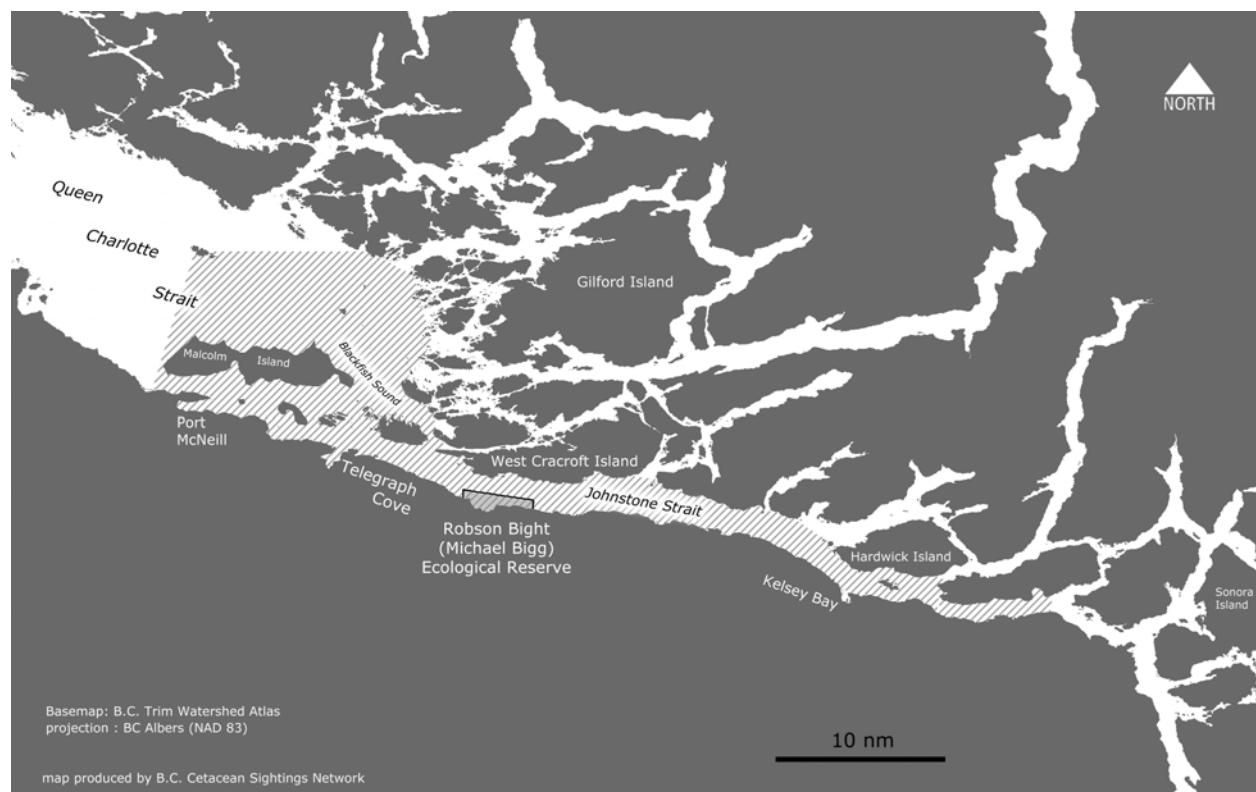 NORTH
Queen
Charlotte
Strait
Gilford Island
Malcolm Island
Blackfish Sound
Port
McNeill
Telegraph
Cove
West Cracroft Island
Johnstone Strait
Robson Bight
(Michael Bigg)
Ecological Reserve
Hardwick Island
Kelsey Bay
Sonora
Island
Basemap: B.C. Trim Watershed Atlas
projection : BC Albers (NAD 83)
10 nm
map produced by B.C. Cetacean Sightings Network